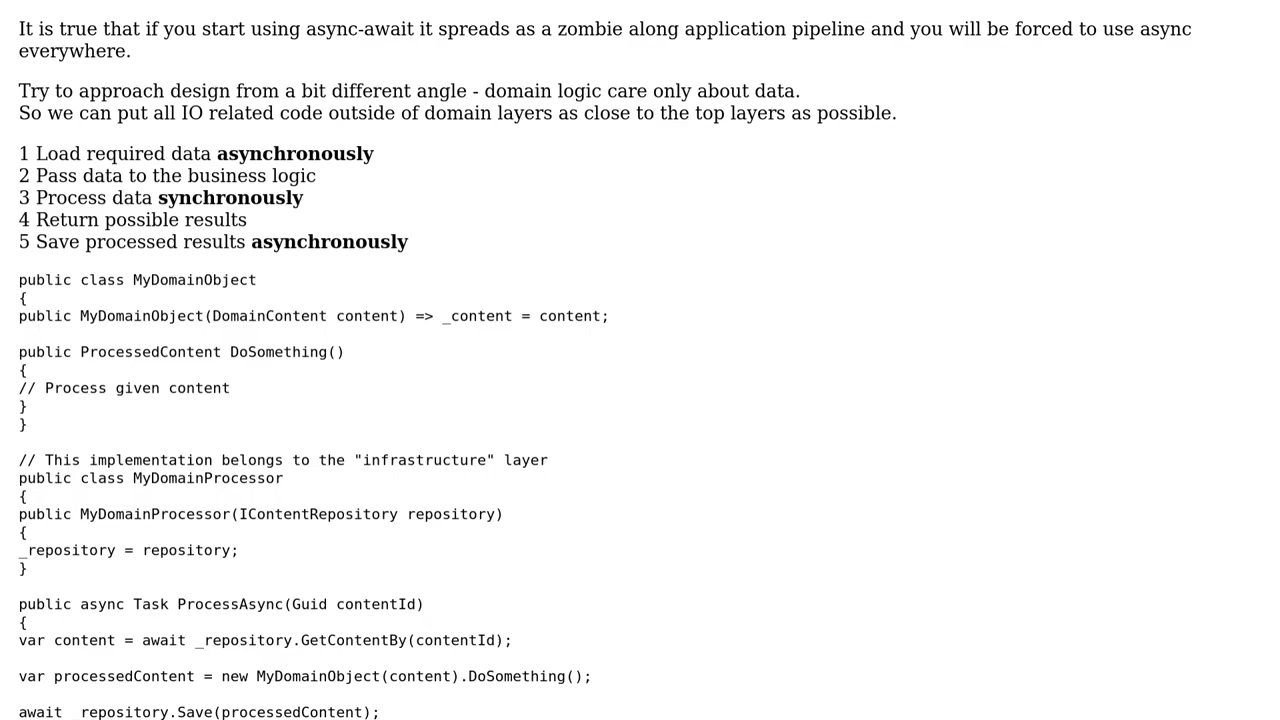 It is true that if you start using async-await it spreads as a zombie along application pipeline and you will be forced to use async
everywhere.
Try to approach design from a bit different angle - domain logic care only about data.
So we can put all IO related code outside of domain layers as close to the top layers as possible.
1 Load required data asynchronously
2 Pass data to the business logic
3 Process data synchronously
4 Return possible results
5 Save processed results asynchronously
public class MyDomainObject
{
public MyDomainObject(DomainContent content) => _content = content;
public ProcessedContent DoSomething()
{
// Process given content
}
}
// This implementation belongs to the "infrastructure" layer
public class MyDomainProcessor
{
public MyDomainProcessor(IContentRepository repository)
{
_repository = repository;
}
public async Task ProcessAsync(Guid contentId)
{
var content = await _repository.GetContentBy(contentId);
var processedContent = new MyDomainObject(content).DoSomething();
await _repository.Save(processedContent);